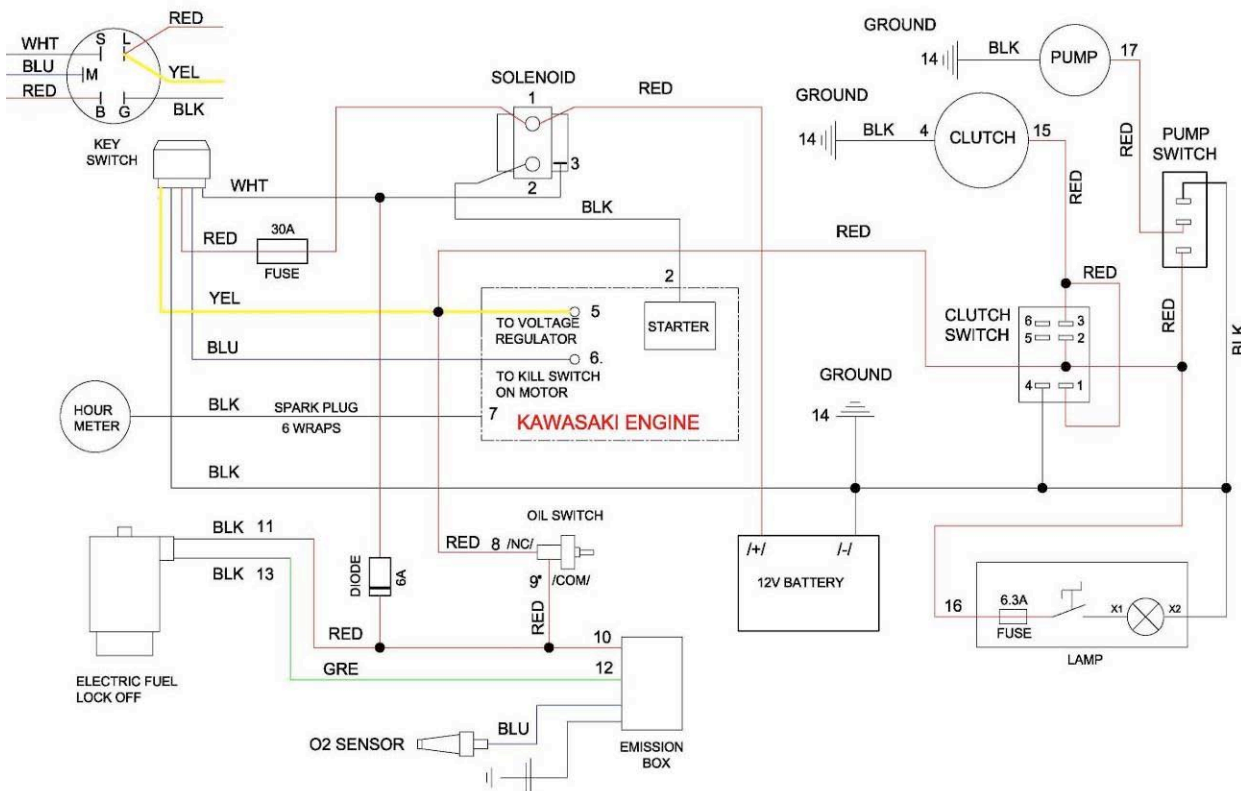 RED
S L
WHT
BLU
M
YEL
RED
B G
BLK
KEY
SWITCH
SOLENOID
1
RED
3
2
WHT
BLK
30A
RED
FUSE
GROUND
14
BLK
PUMP
17
GROUND
14
BLK
4
CLUTCH
15
RED
PUMP
SWITCH
RED
RED
RED
YEL
2
5
TO VOLTAGE
REGULATOR
STARTER
BLU
6.
TO KILL SWITCH
ON MOTOR
KAWASAKI ENGINE
HOUR
METER
BLK
SPARK PLUG
6 WRAPS
7
CLUTCH
SWITCH
6 3
5 2
4 1
RED
BLK
GROUND
14
BLK
BLK 11
BLK 13
ELECTRIC FUEL
LOCK OFF
DIODE
6A
OIL SWITCH
RED 8 /NC/
9* /COM/
RED
RED
10
GRE
12
BLU
O2 SENSOR
EMISSION
BOX
/+/ /-/
12V BATTERY
16
6.3A
FUSE
X1
X2
LAMP